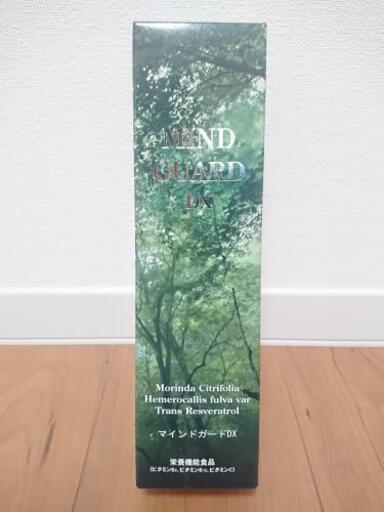 MIND
GUARD
DX
Morinda Citrifolia
Hemerocallis fulva var
Trans Resveratrol
マインドガードDX
栄養機能食品
(ビタミンB₆, ビタミンB₁₂, ビタミンC)